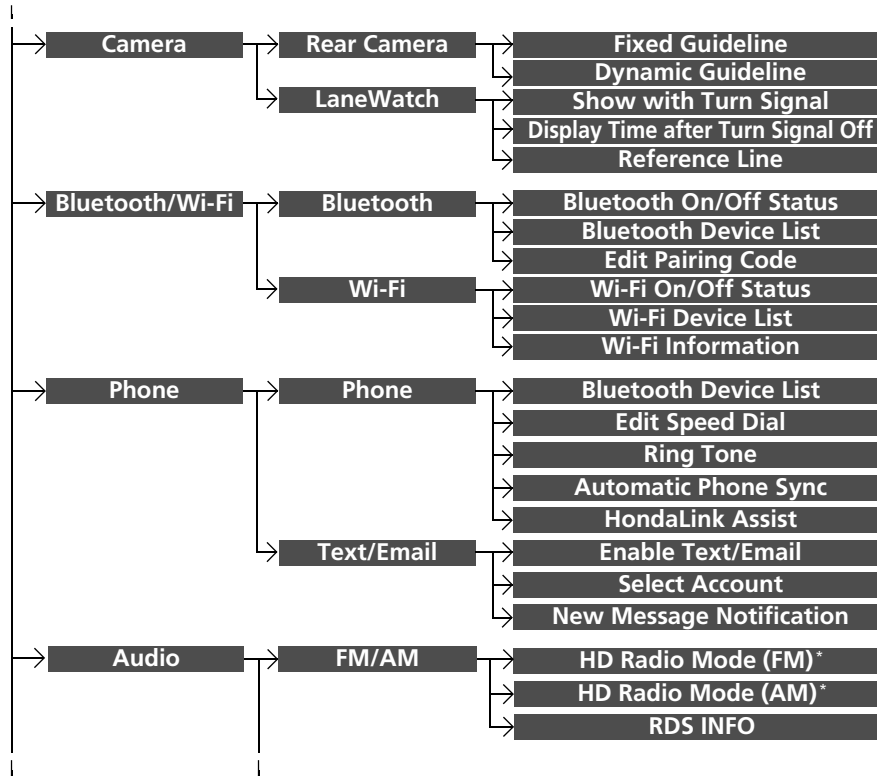 Camera
Rear Camera
Fixed Guideline
Dynamic Guideline
LaneWatch
Show with Turn Signal
Display Time after Turn Signal Off
Reference Line
Bluetooth/Wi-Fi
Bluetooth
Bluetooth On/Off Status
Bluetooth Device List
Edit Pairing Code
Wi-Fi
Wi-Fi On/Off Status
Wi-Fi Device List
Wi-Fi Information
Phone
Phone
Bluetooth Device List
Edit Speed Dial
Ring Tone
Automatic Phone Sync
HondaLink Assist
Text/Email
Enable Text/Email
Select Account
New Message Notification
Audio
FM/AM
HD Radio Mode (FM)*
HD Radio Mode (AM)*
RDS INFO